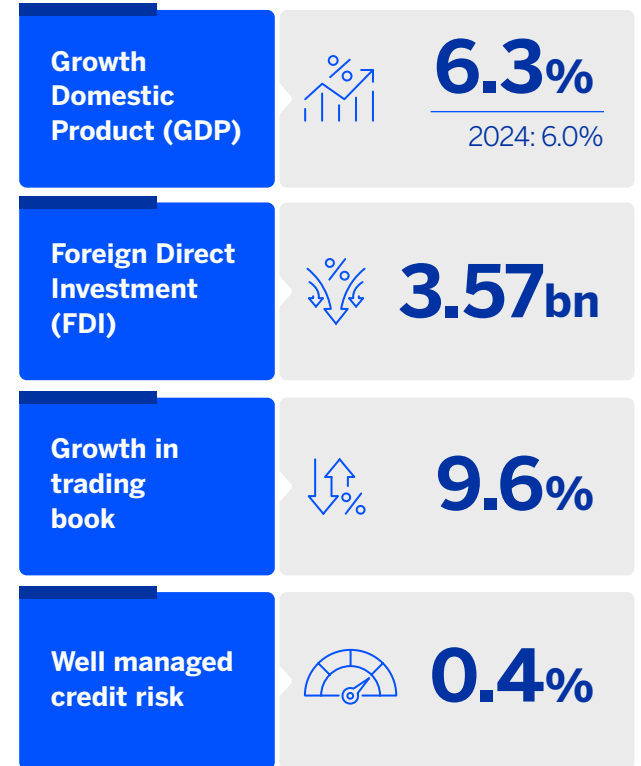 Growth
Domestic
Product (GDP)
%
6.3%
2024: 6.0%
Foreign Direct
Investment
(FDI)
%
3.57bn
Growth in
trading
book
%
9.6%
Well managed
credit risk
0.4%